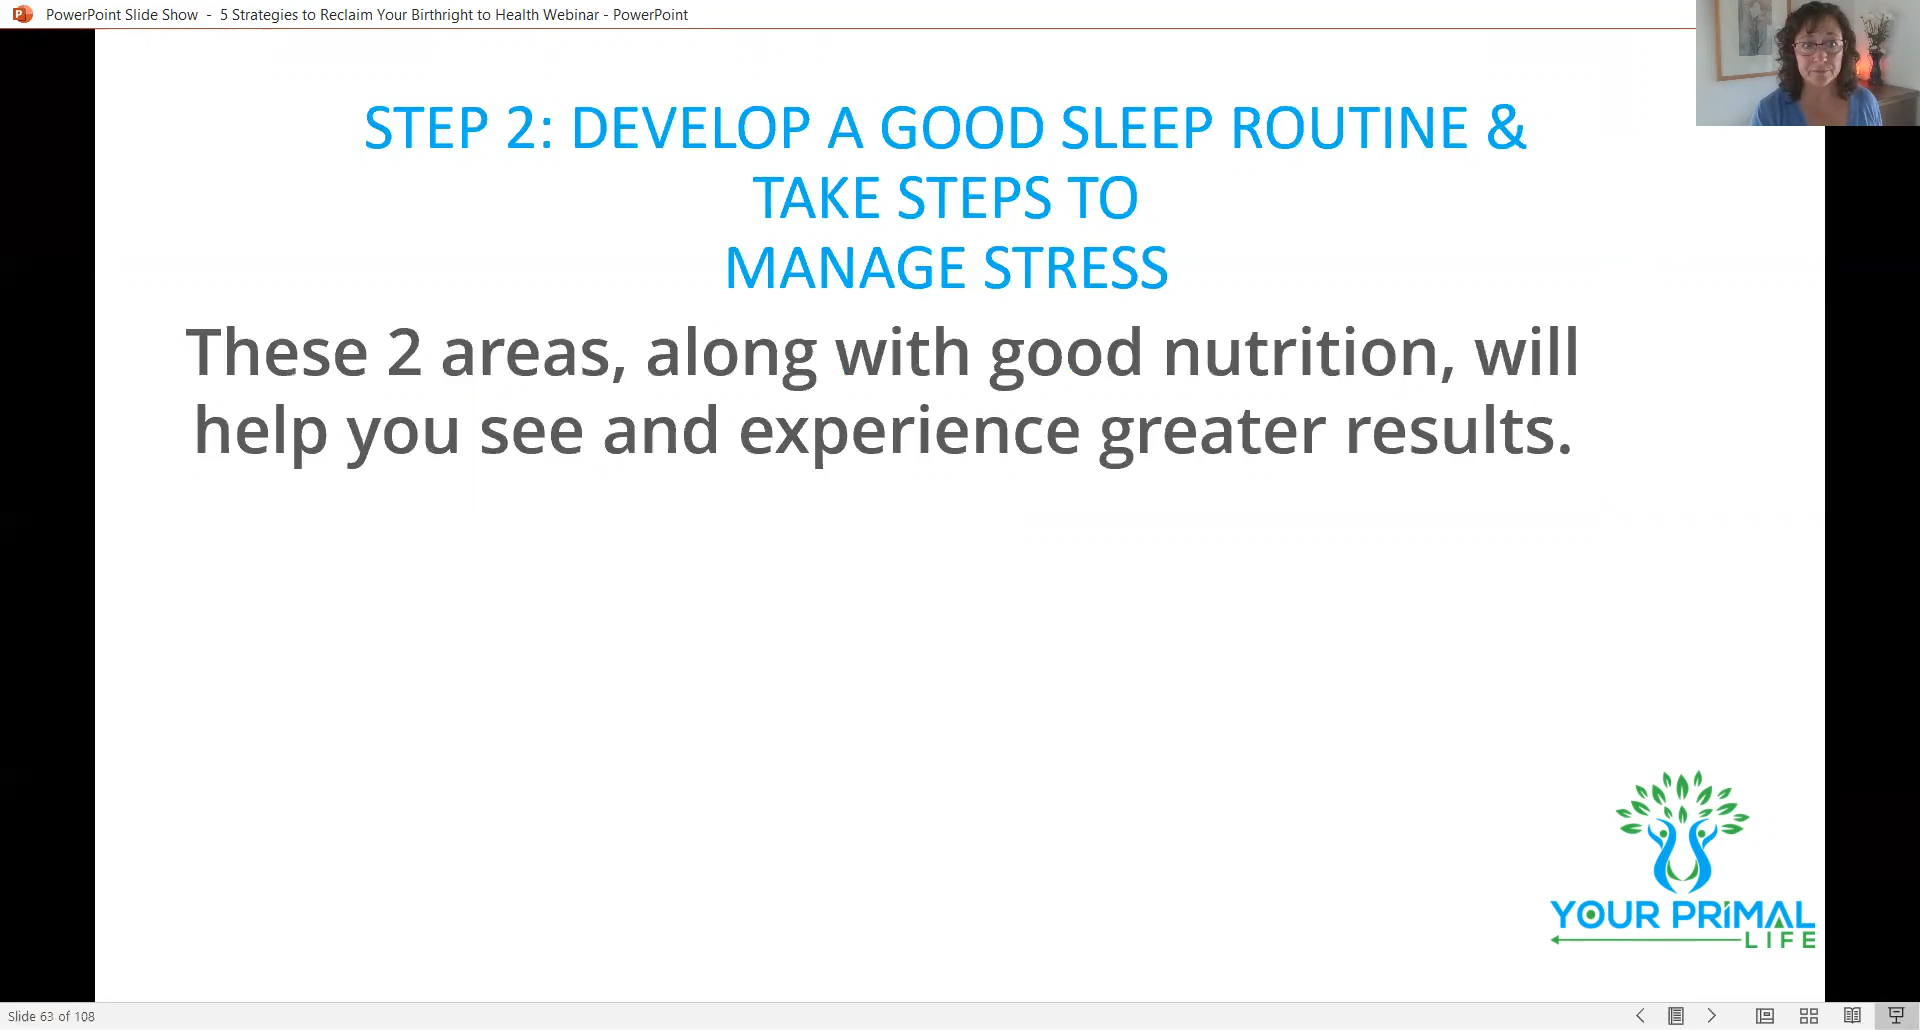 PowerPoint Slide Show - 5 Strategies to Reclaim Your Birthright to Health Webinar - PowerPoint
STEP 2: DEVELOP A GOOD SLEEP ROUTINE &
TAKE STEPS TO
MANAGE STRESS
These 2 areas, along with good nutrition, will
help you see and experience greater results.
YOUR PRIMAL
LIFE
Slide 63 of 108